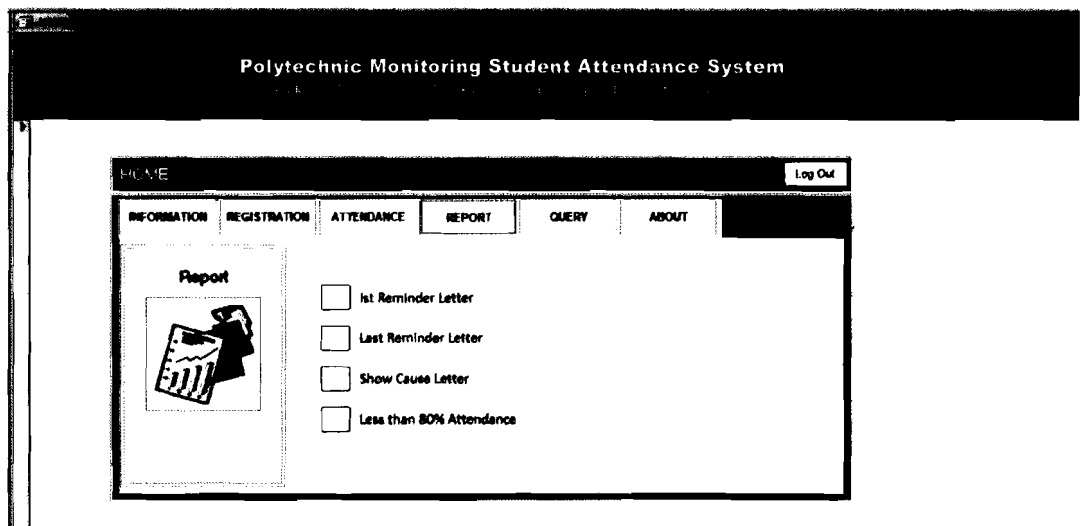 Polytechnic Monitoring Student Attendance System
HOME
Log Out
INFORMATION REGISTRATION ATTENDANCE REPORT QUERY ABOUT
Report
Ist Reminder Letter
Last Reminder Letter
Show Cause Letter
Less than 80% Attendance